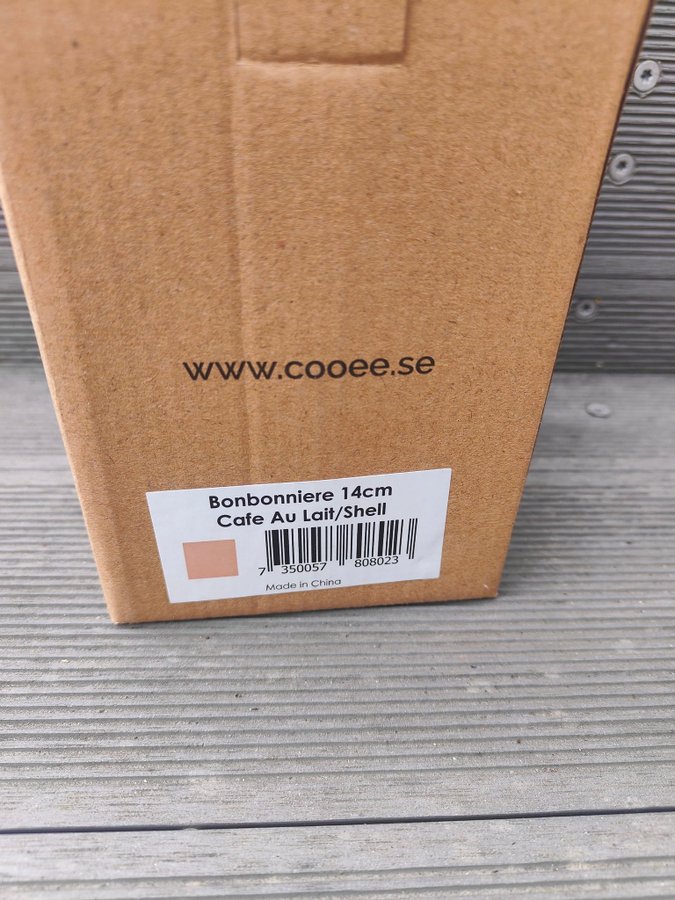 www.cooee.se
Bonbonniere 14cm
Cafe Au Lait/Shell
7 350057 808023
Made in China